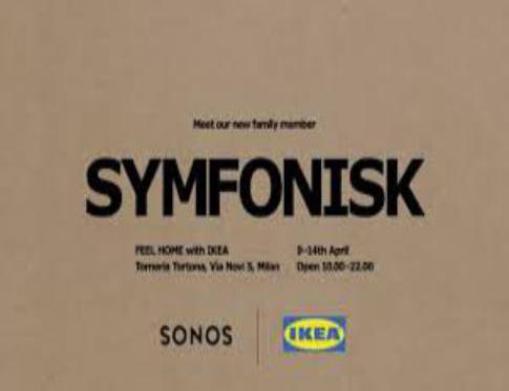 Meet our new family member
SYMFONISK
FEEL HOME with IKEA
Torneria Tortona, Via Novi 5, Milan
9-14th April
Open 10.00-22.00
SONOS
IKEA